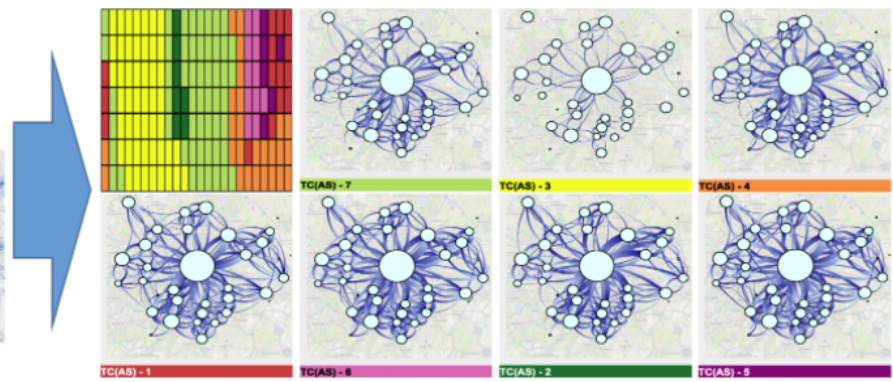 TC(AS) - 7
TC(AS) - 3
TC(AS) - 4
TC(AS) - 1
TC(AS) - 6
TC(AS) - 2
TC(AS) - 5